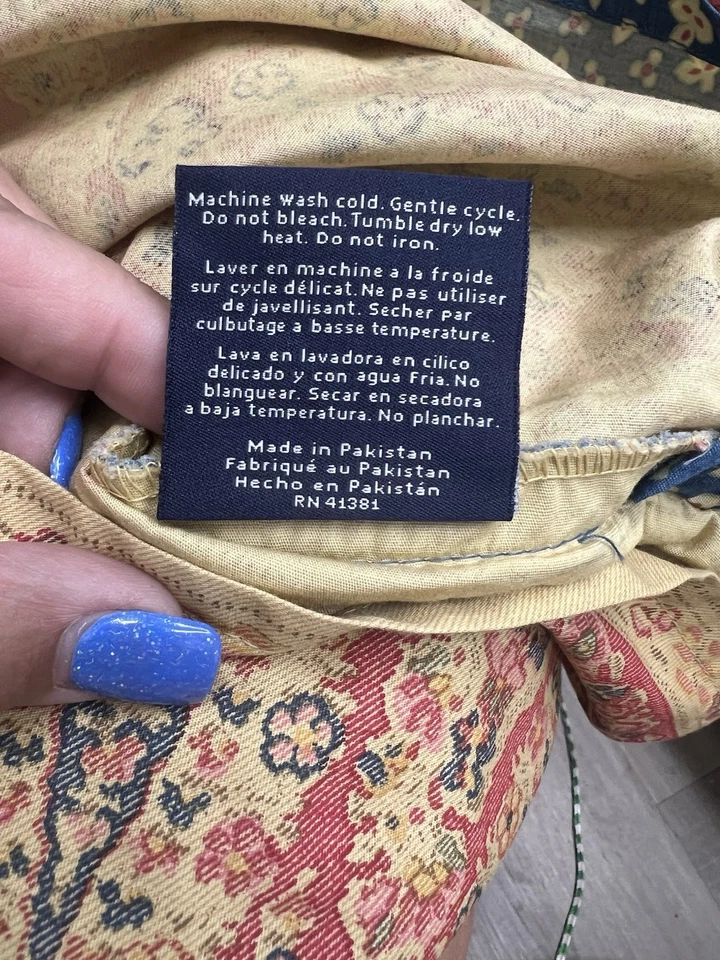 Machine wash cold. Gentle cycle.
Do not bleach. Tumble dry low
heat. Do not iron.
Laver en machine a la froide
sur cycle délicat. Ne pas utiliser
de javellisant. Secher par
culbutage a basse temperature.
Lava en lavadora en cilico
delicado y con agua Fria. No
blanguear. Secar en secadora
a baja temperatura. No planchar.
Made in Pakistan
Fabriqué au Pakistan
Hecho en Pakistán
RN 41381